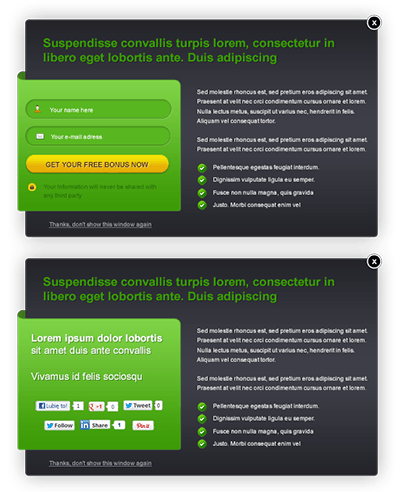 x
Suspendisse convallis turpis lorem, consectetur in
libero eget lobortis ante. Duis adipiscing
Your name here
Your e-mail adress
GET YOUR FREE BONUS NOW
Your information will never be shared with
any third party
Sed molestie rhoncus est, sed pretium eros adipiscing sit amet.
Praesent at velit nec orci condimentum cursus ornare et lorem.
Nulla metus lectus, suscipit ut varius nec, hendrerit in felis.
Aliquam vel consequat tortor.
Sed molestie rhoncus est, sed pretium eros adipiscing sit amet.
Praesent at velit nec orci condimentum cursus ornare et lorem.
Pellentesque egestas feugiat interdum.
Dignissim vulputate ligula eu semper.
Fusce non nulla magna, quis gravida
Justo. Morbi consequat enim vel
Thanks, don't show this window again
x
Suspendisse convallis turpis lorem, consectetur in
libero eget lobortis ante. Duis adipiscing
Lorem ipsum dolor lobortis
sit amet duis ante convallis
Vivamus id felis sociosqu
Lubię to! 1 +1 0 Tweet 0
Follow Share 1 Pin it
Sed molestie rhoncus est, sed pretium eros adipiscing sit amet.
Praesent at velit nec orci condimentum cursus ornare et lorem.
Nulla metus lectus, suscipit ut varius nec, hendrerit in felis.
Aliquam vel consequat tortor.
Sed molestie rhoncus est, sed pretium eros adipiscing sit amet.
Praesent at velit nec orci condimentum cursus ornare et lorem.
Pellentesque egestas feugiat interdum.
Dignissim vulputate ligula eu semper.
Fusce non nulla magna, quis gravida
Justo. Morbi consequat enim vel
Thanks, don't show this window again